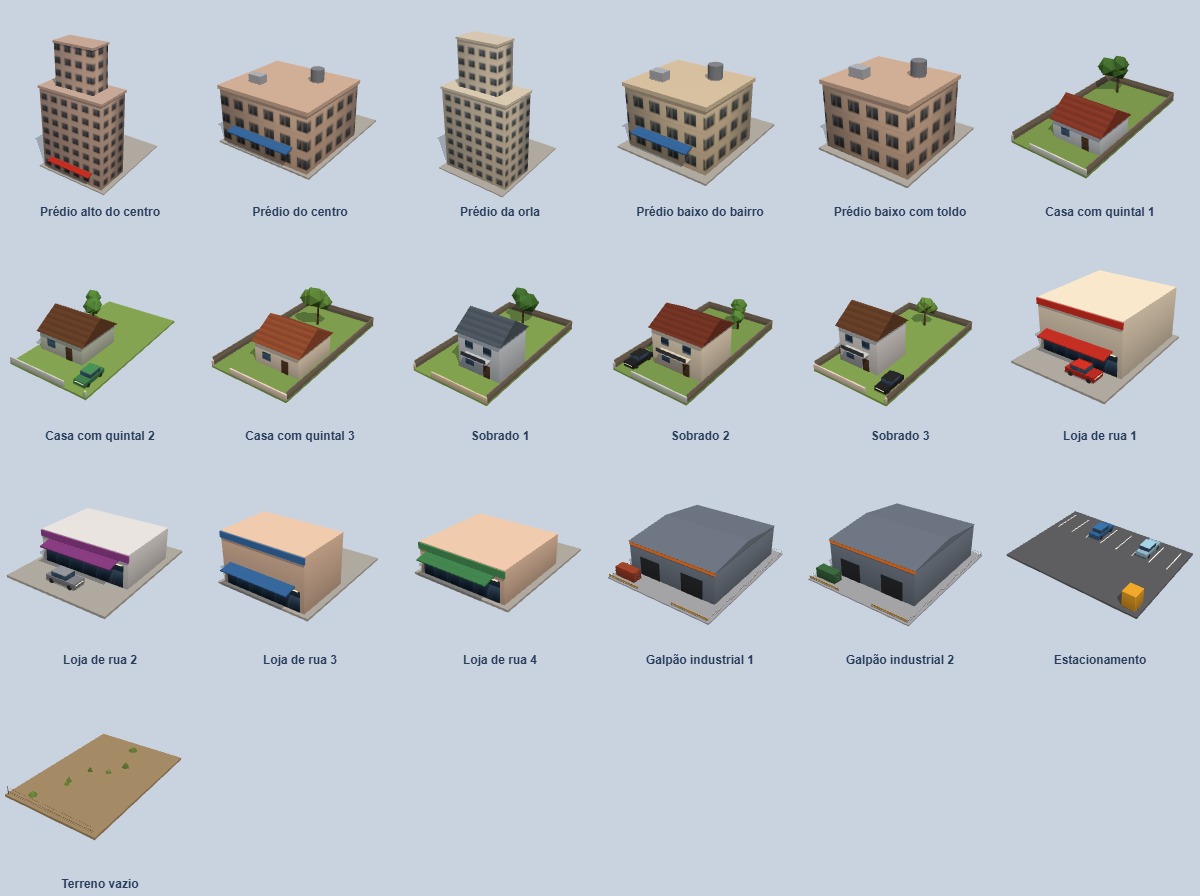 Prédio alto do centro
Prédio do centro
Prédio da orla
Prédio baixo do bairro
Prédio baixo com toldo
Casa com quintal 1
Casa com quintal 2
Casa com quintal 3
Sobrado 1
Sobrado 2
Sobrado 3
Loja de rua 1
Loja de rua 2
Loja de rua 3
Loja de rua 4
Galpão industrial 1
Galpão industrial 2
Estacionamento
Terreno vazio